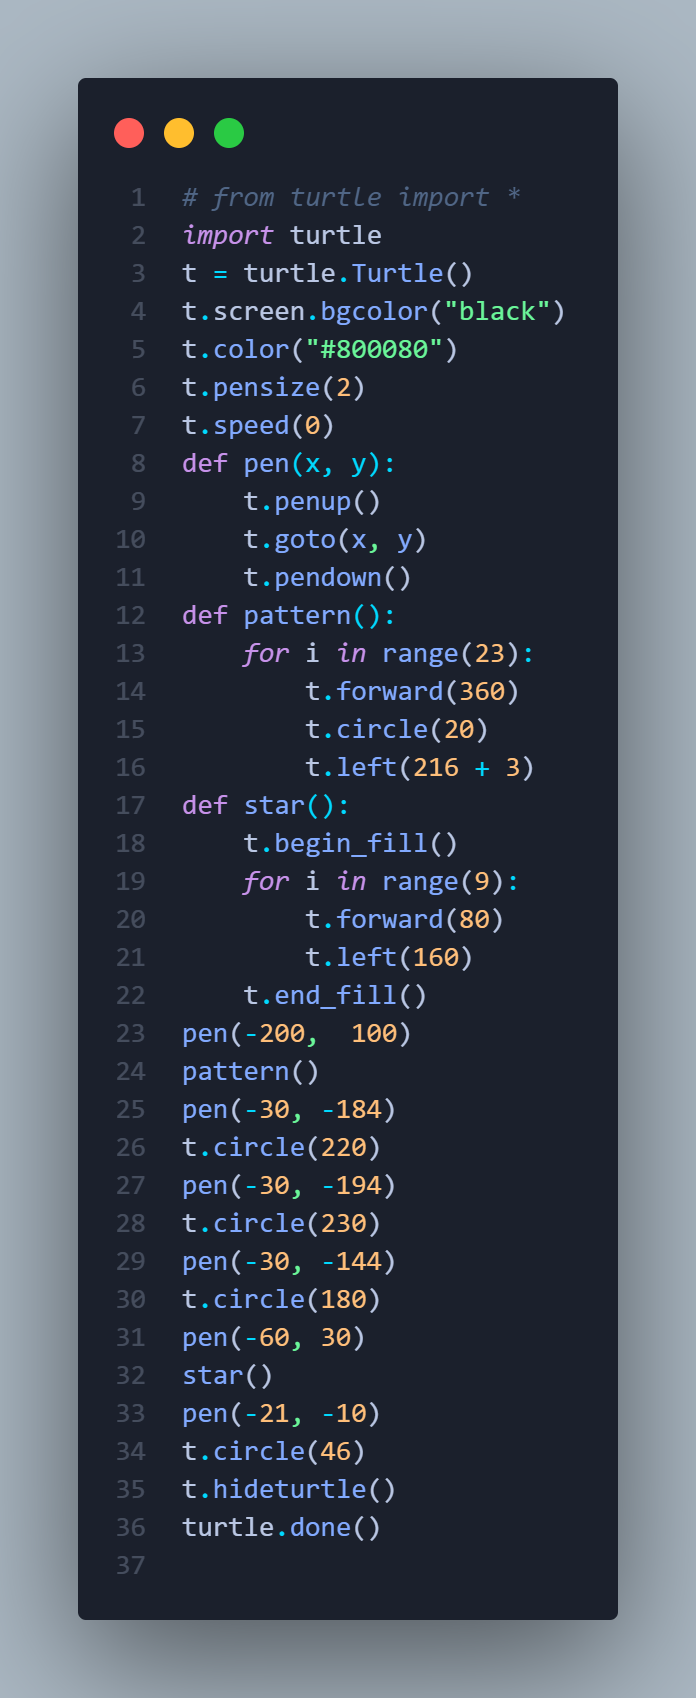 1 # from turtle import *
2 import turtle
3 t = turtle.Turtle()
4 t.screen.bgcolor("black")
5 t.color("#800080")
6 t.pensize(2)
7 t.speed(0)
8 def pen(x, y):
9     t.penup()
10     t.goto(x, y)
11     t.pendown()
12 def pattern():
13     for i in range(23):
14         t.forward(360)
15         t.circle(20)
16         t.left(216 + 3)
17 def star():
18     t.begin_fill()
19     for i in range(9):
20         t.forward(80)
21         t.left(160)
22     t.end_fill()
23 pen(-200,  100)
24 pattern()
25 pen(-30, -184)
26 t.circle(220)
27 pen(-30, -194)
28 t.circle(230)
29 pen(-30, -144)
30 t.circle(180)
31 pen(-60, 30)
32 star()
33 pen(-21, -10)
34 t.circle(46)
35 t.hideturtle()
36 turtle.done()
37